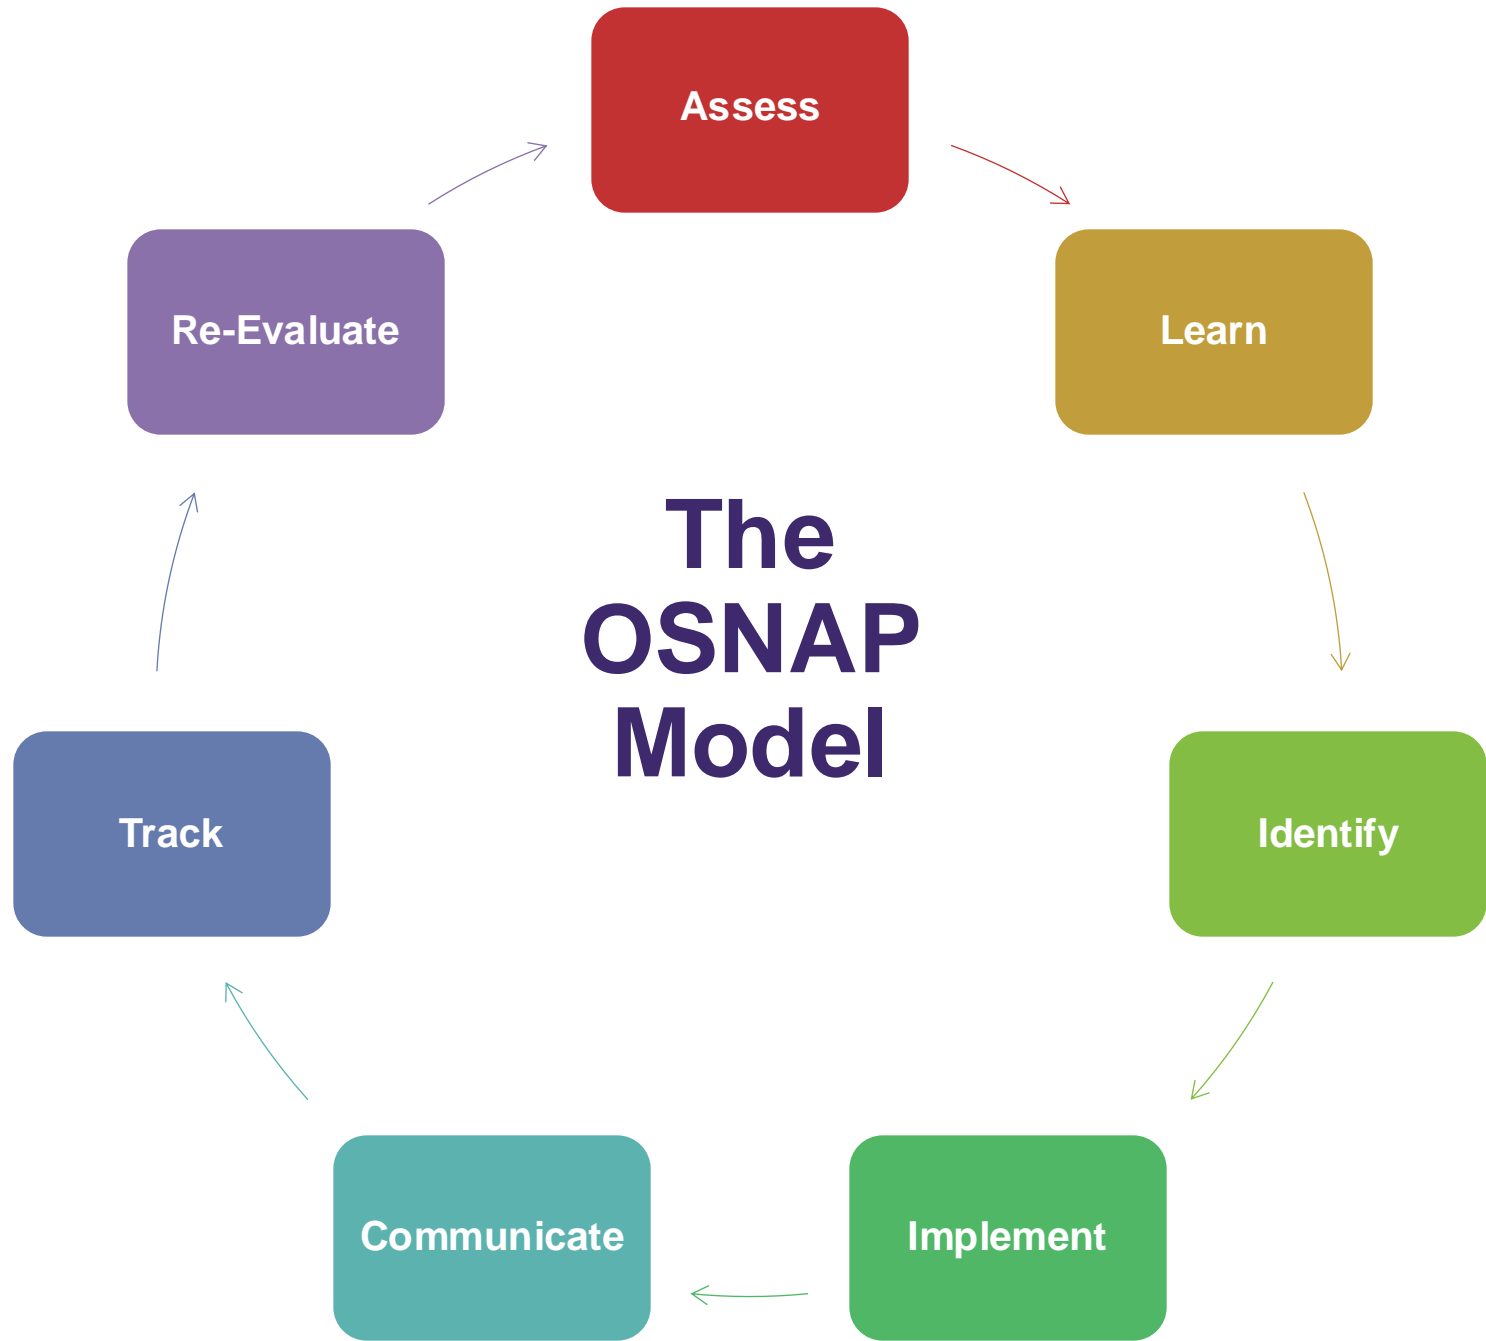 Assess
Learn
Identify
Implement
Communicate
Track
Re-Evaluate
The
OSNAP
Model